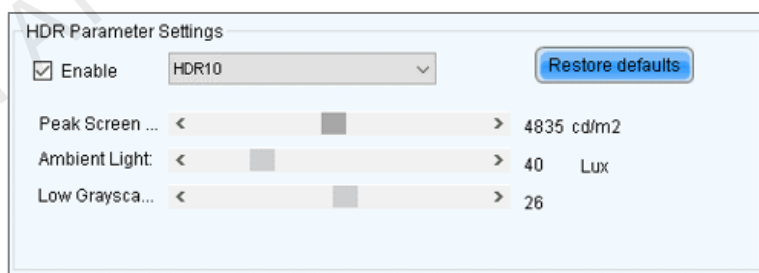 HDR Parameter Settings
Enable HDR10 Restore defaults
Peak Screen ... 4835 cd/m2
Ambient Light: 40 Lux
Low Graysca... 26